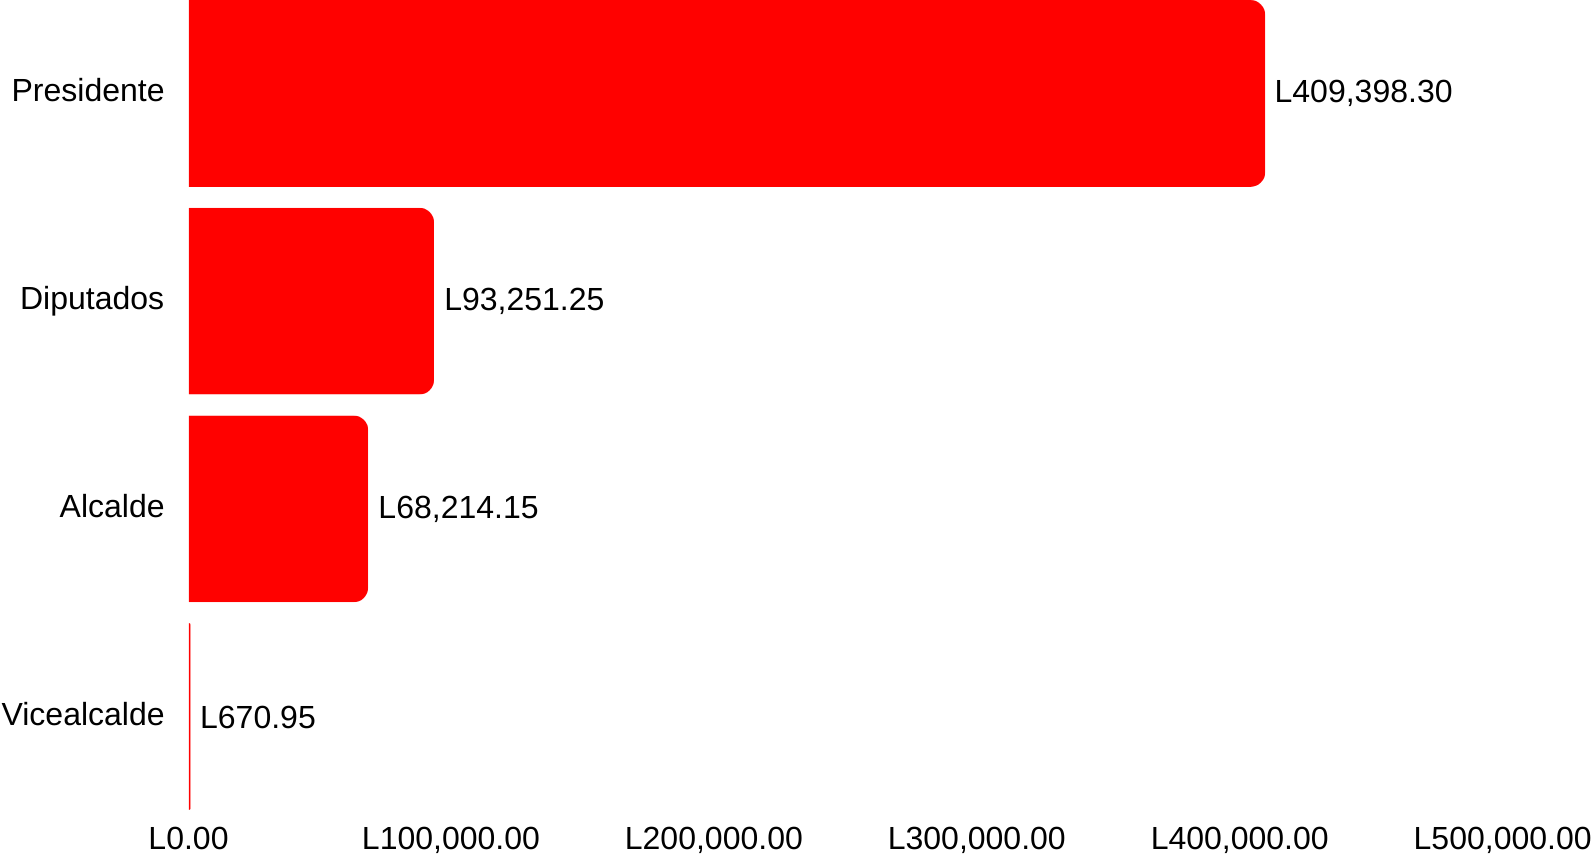 Presidente
L409,398.30
Diputados
L93,251.25
Alcalde
L68,214.15
Vicealcalde
L670.95
L0.00 L100,000.00 L200,000.00 L300,000.00 L400,000.00 L500,000.00